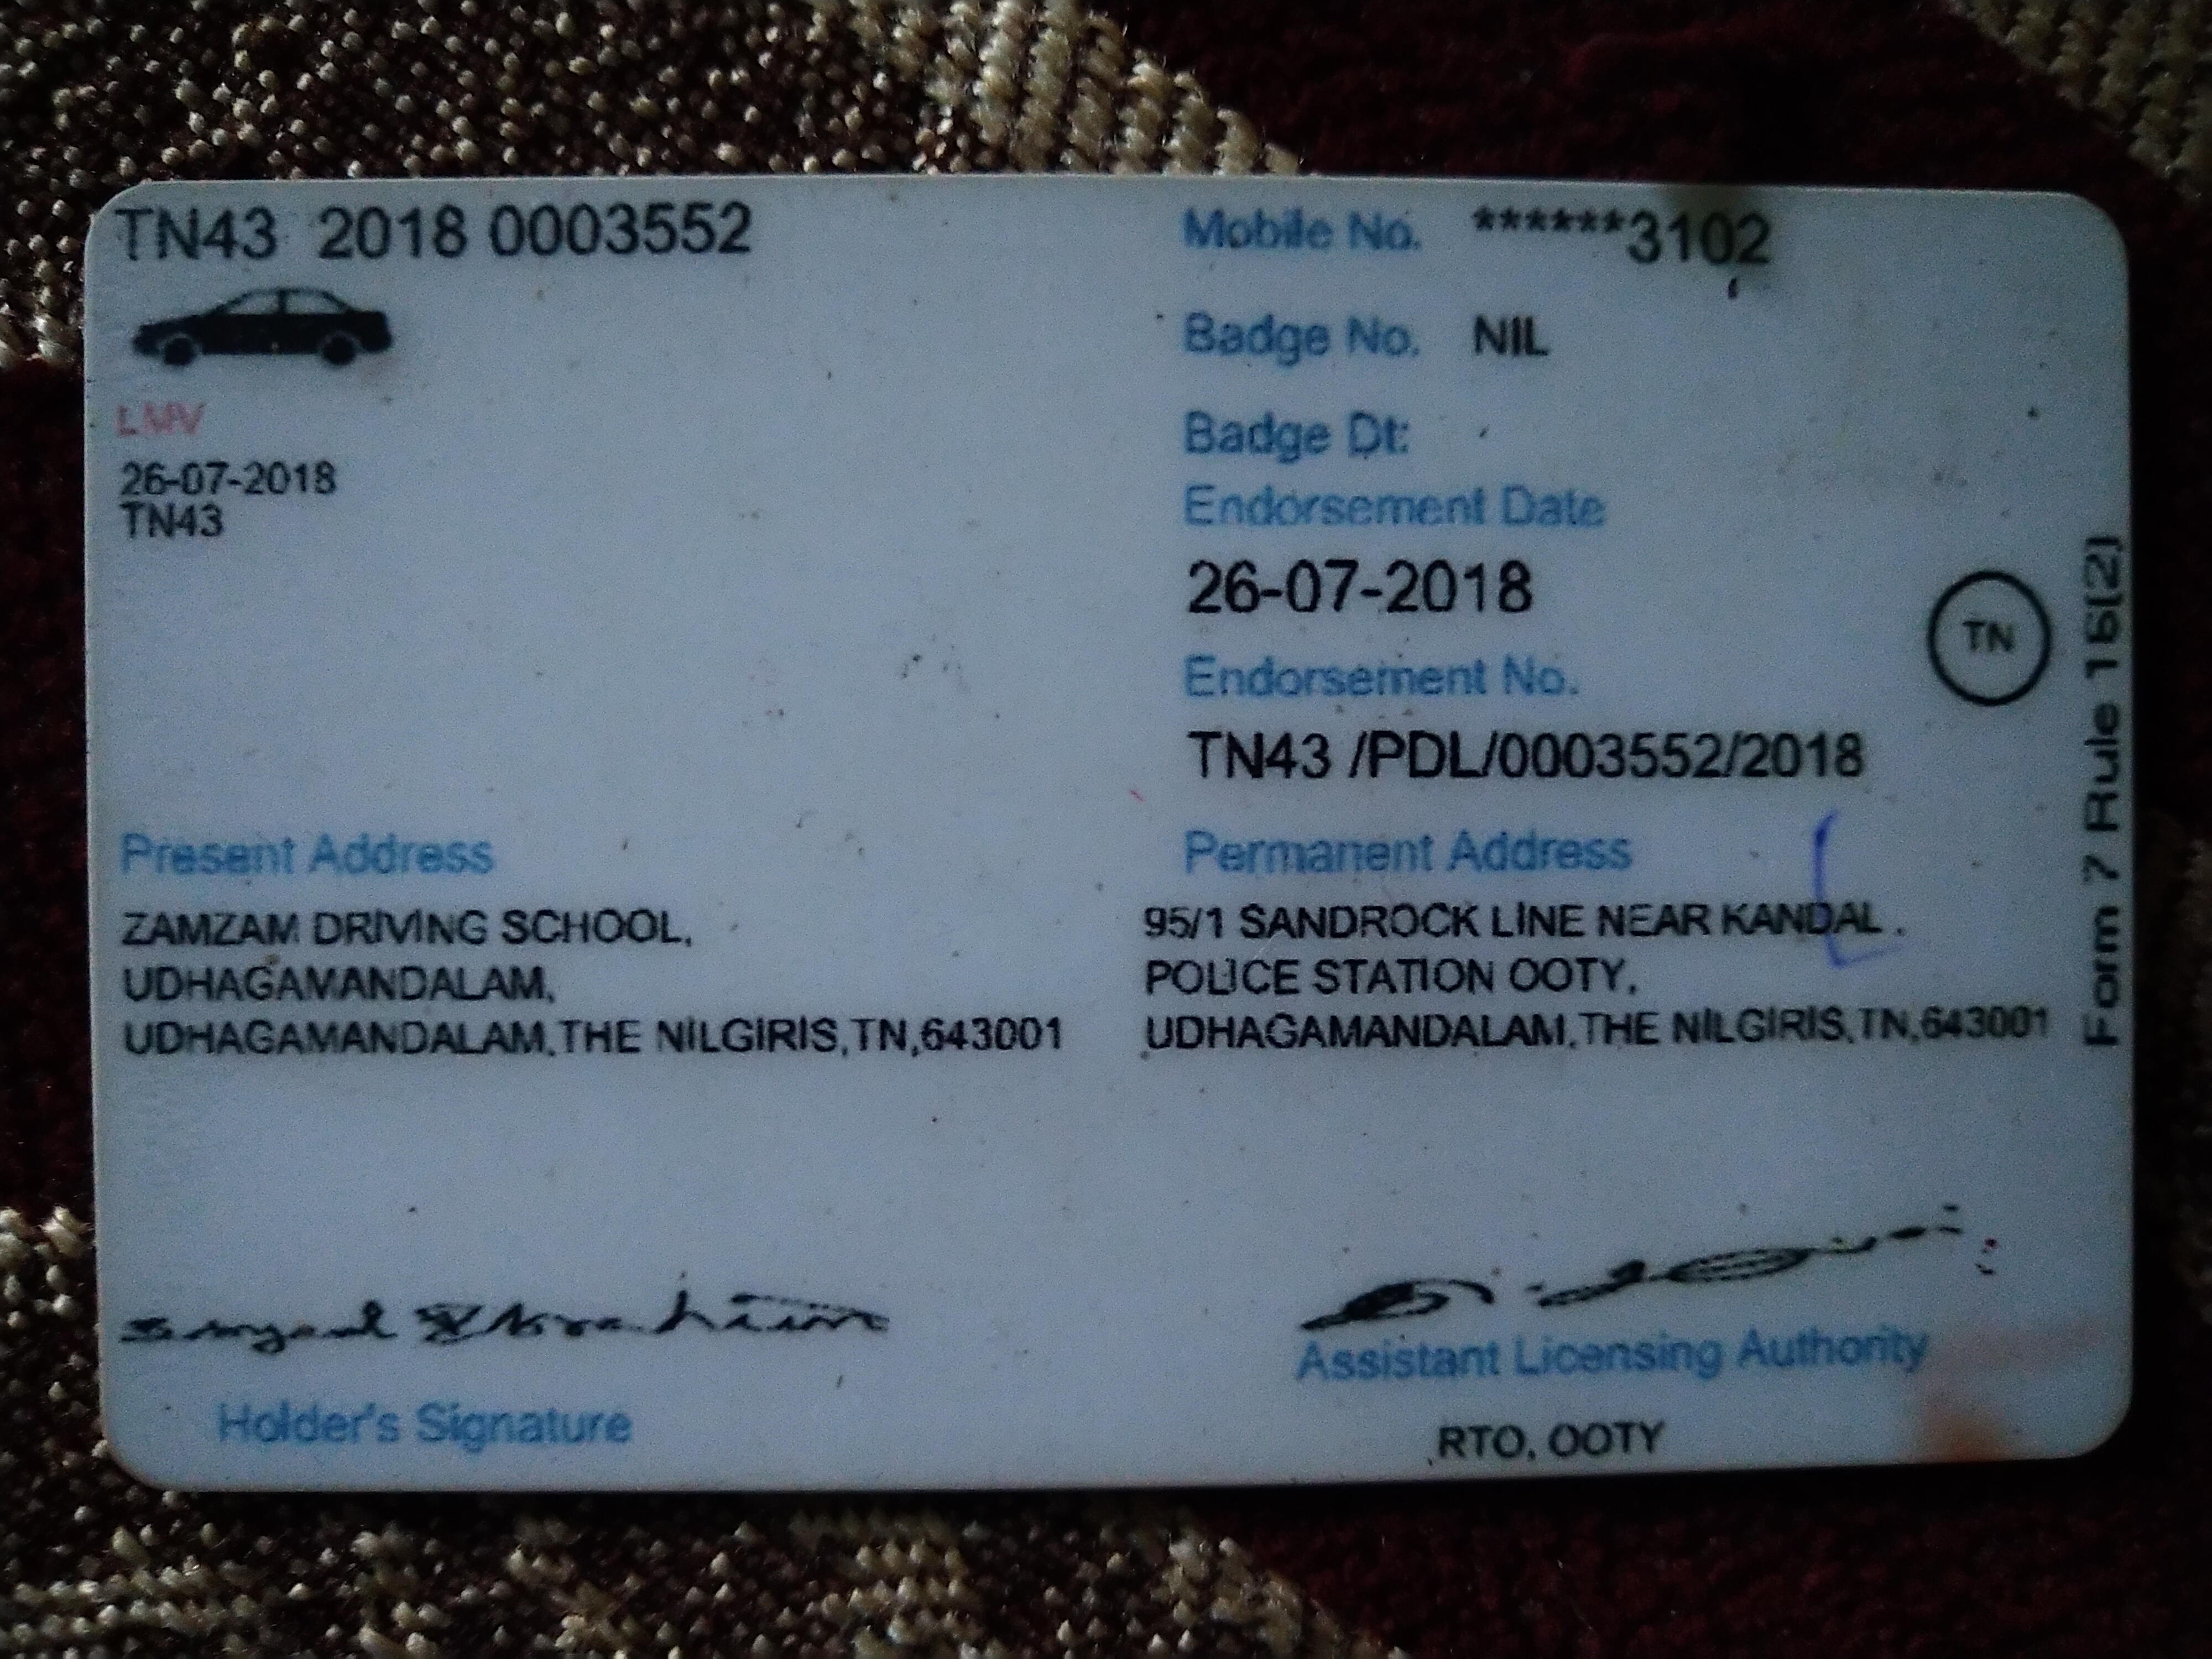 TN43 2018 0003552
LMV
26-07-2018
TN43
Mobile No. ******3102
Badge No. NIL
Badge Dt:
Endorsement Date
26-07-2018
Endorsement No.
TN43 /PDL/0003552/2018
TN
Form 7 Rule 16(2)
Present Address
ZAMZAM DRIVING SCHOOL,
UDHAGAMANDALAM,
UDHAGAMANDALAM,THE NILGIRIS,TN,643001
Permanent Address
95/1 SANDROCK LINE NEAR KANDAL .
POLICE STATION OOTY,
UDHAGAMANDALAM,THE NILGIRIS,TN,643001
Holder's Signature
Assistant Licensing Authority
RTO, OOTY